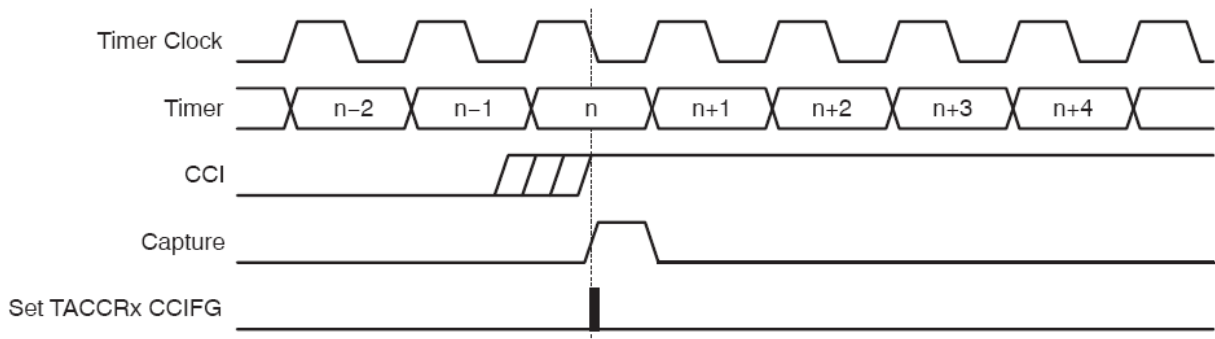 Timer Clock
Timer n−2 n−1 n n+1 n+2 n+3 n+4
CCI
Capture
Set TACCRx CCIFG